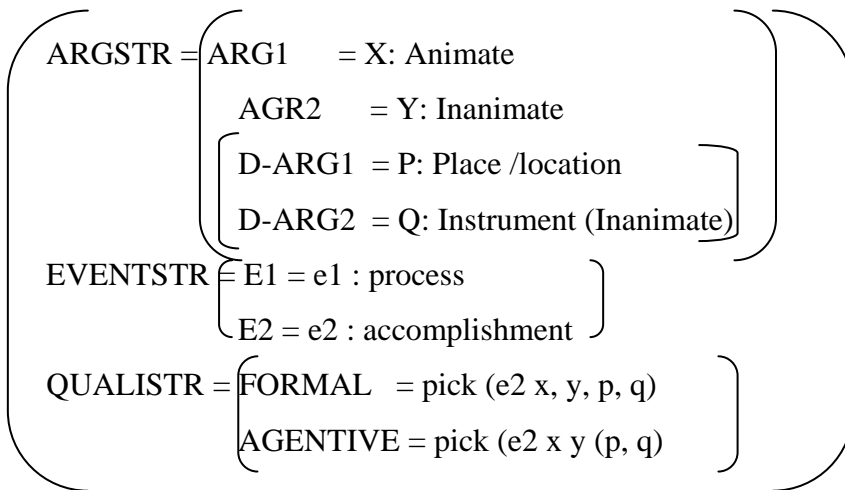 ARGSTR = ARG1 = X: Animate
AGR2 = Y: Inanimate
D-ARG1 = P: Place /location
D-ARG2 = Q: Instrument (Inanimate)
EVENTSTR = E1 = e1 : process
E2 = e2 : accomplishment
QUALISTR = FORMAL = pick (e2 x, y, p, q)
AGENTIVE = pick (e2 x y (p, q)